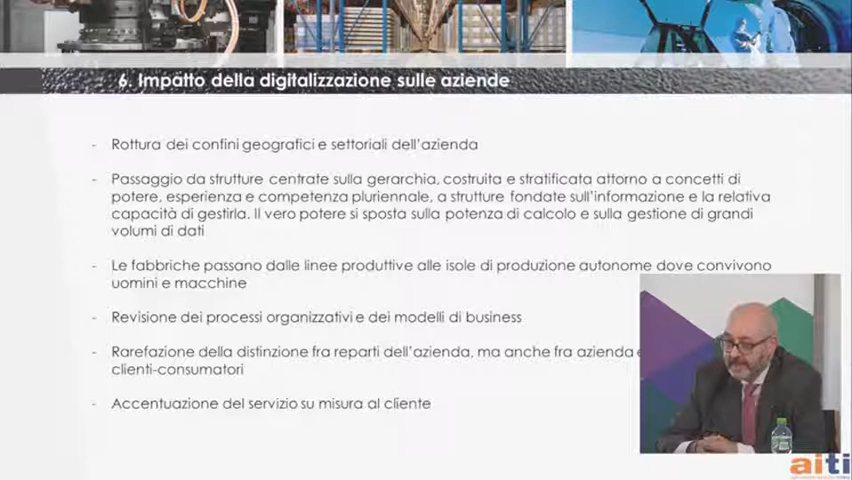 6. Impatto della digitalizzazione sulle aziende
- Rottura dei confini geografici e settoriali dell'azienda
- Passaggio da strutture centrate sulla gerarchia, costruita e stratificata attorno a concetti di
potere, esperienza e competenza pluriennale, a strutture fondate sull'informazione e la relativa
capacità di gestirla. Il vero potere si sposta sulla potenza di calcolo e sulla gestione di grandi
volumi di dati
- Le fabbriche passano dalle linee produttive alle isole di produzione autonome dove convivono
uomini e macchine
- Revisione dei processi organizzativi e dei modelli di business
- Rarefazione della distinzione fra reparti dell'azienda, ma anche fra azienda e
clienti-consumatori
- Accentuazione del servizio su misura al cliente
aiti